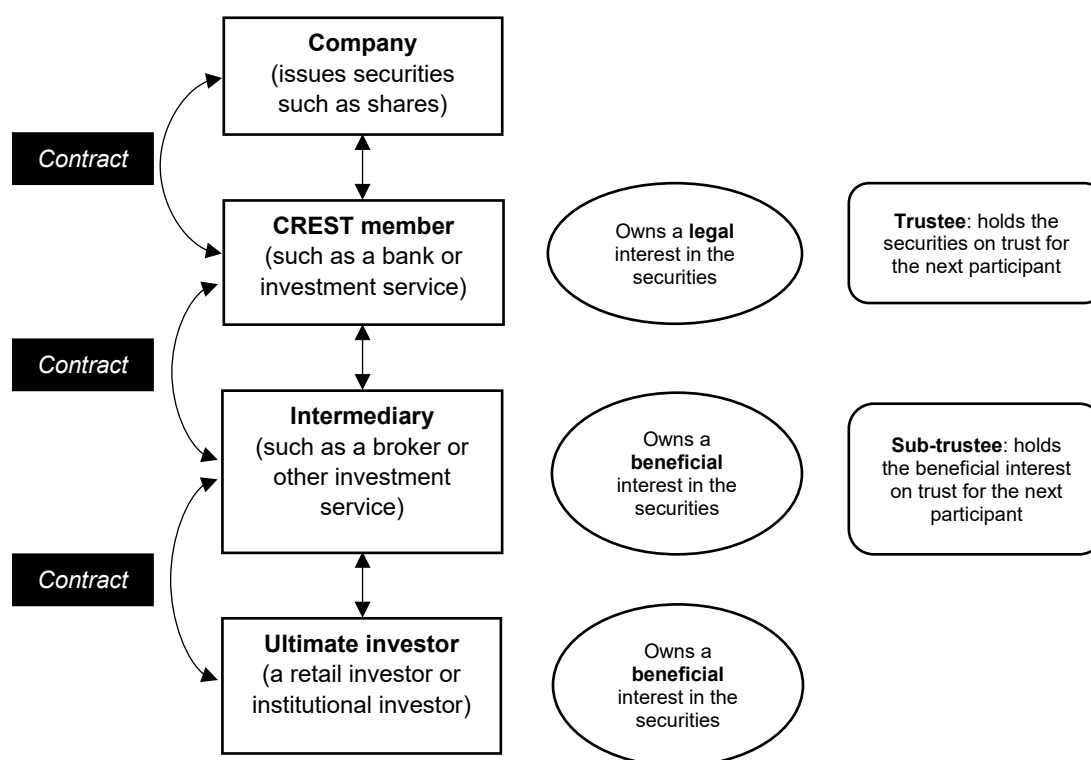 Company
(issues securities
such as shares)
Contract
CREST member
(such as a bank or
investment service)
Owns a legal
interest in the
securities
Trustee: holds the
securities on trust for
the next participant
Contract
Intermediary
(such as a broker or
other investment
service)
Owns a
beneficial
interest in the
securities
Sub-trustee: holds
the beneficial interest
on trust for the next
participant
Contract
Ultimate investor
(a retail investor or
institutional investor)
Owns a
beneficial
interest in the
securities